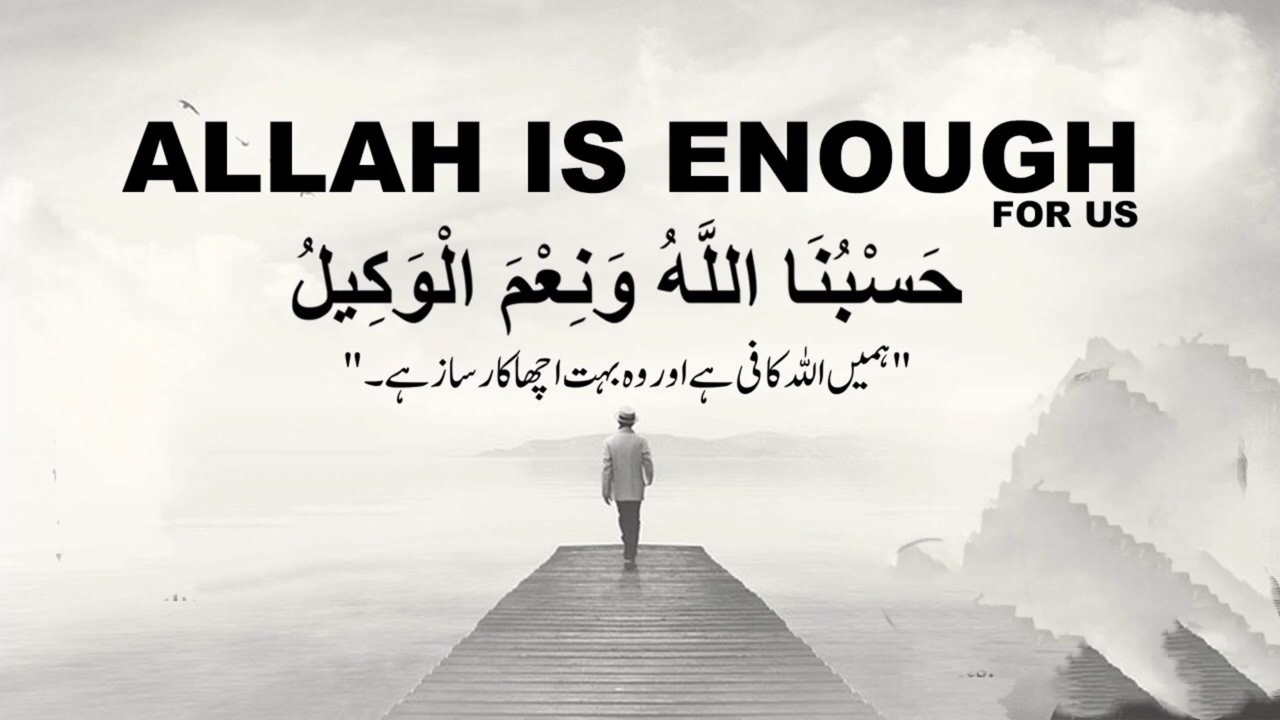 ALLAH IS ENOUGH
FOR US
حَسْبُنَا اللَّهُ وَنِعْمَ الْوَكِيلُ
"ہمیں اللہ کافی ہے اور وہ بہت اچھا کارساز ہے۔"